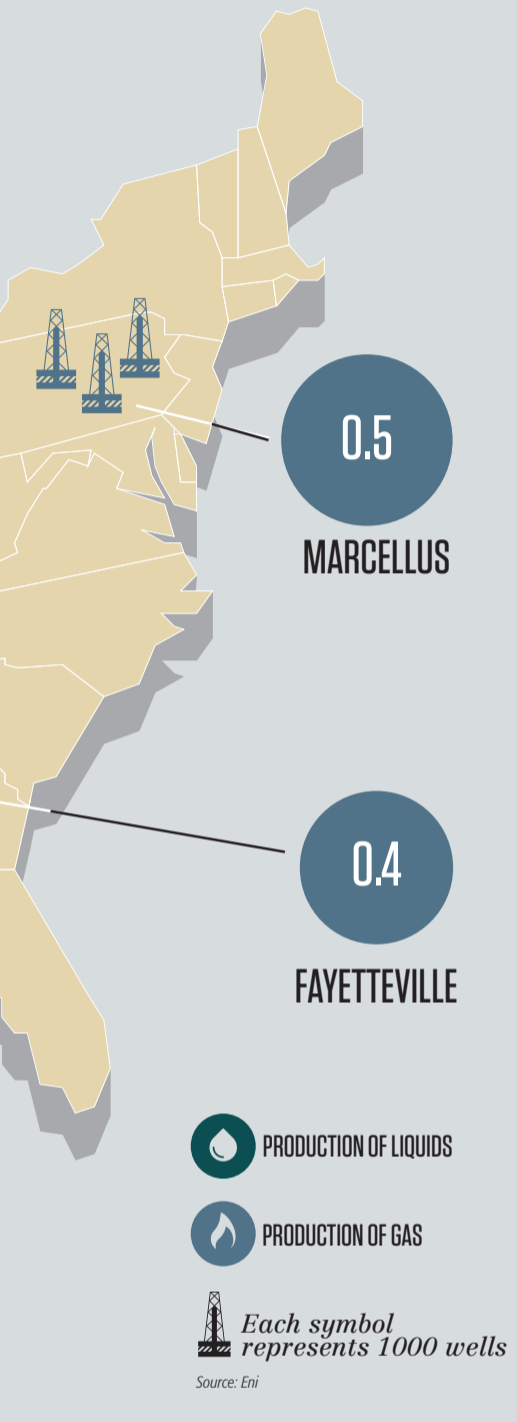 0.5
MARCELLUS
0.4
FAYETTEVILLE
PRODUCTION OF LIQUIDS
PRODUCTION OF GAS
Each symbol
represents 1000 wells
Source: Eni